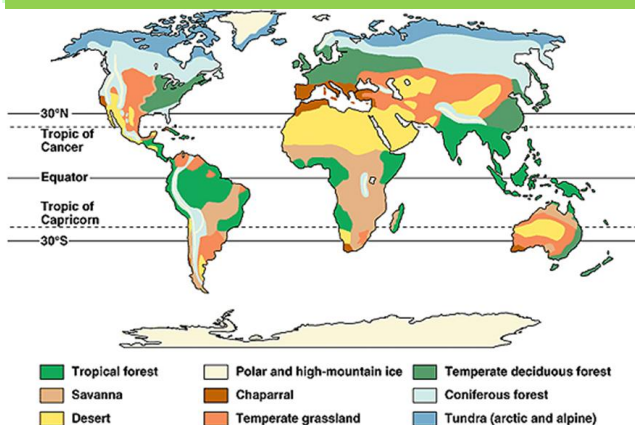 30°N
Tropic of
Cancer
Equator
Tropic of
Capricorn
30°S
Tropical forest
Savanna
Desert
Polar and high-mountain ice
Chaparral
Temperate grassland
Temperate deciduous forest
Coniferous forest
Tundra (arctic and alpine)